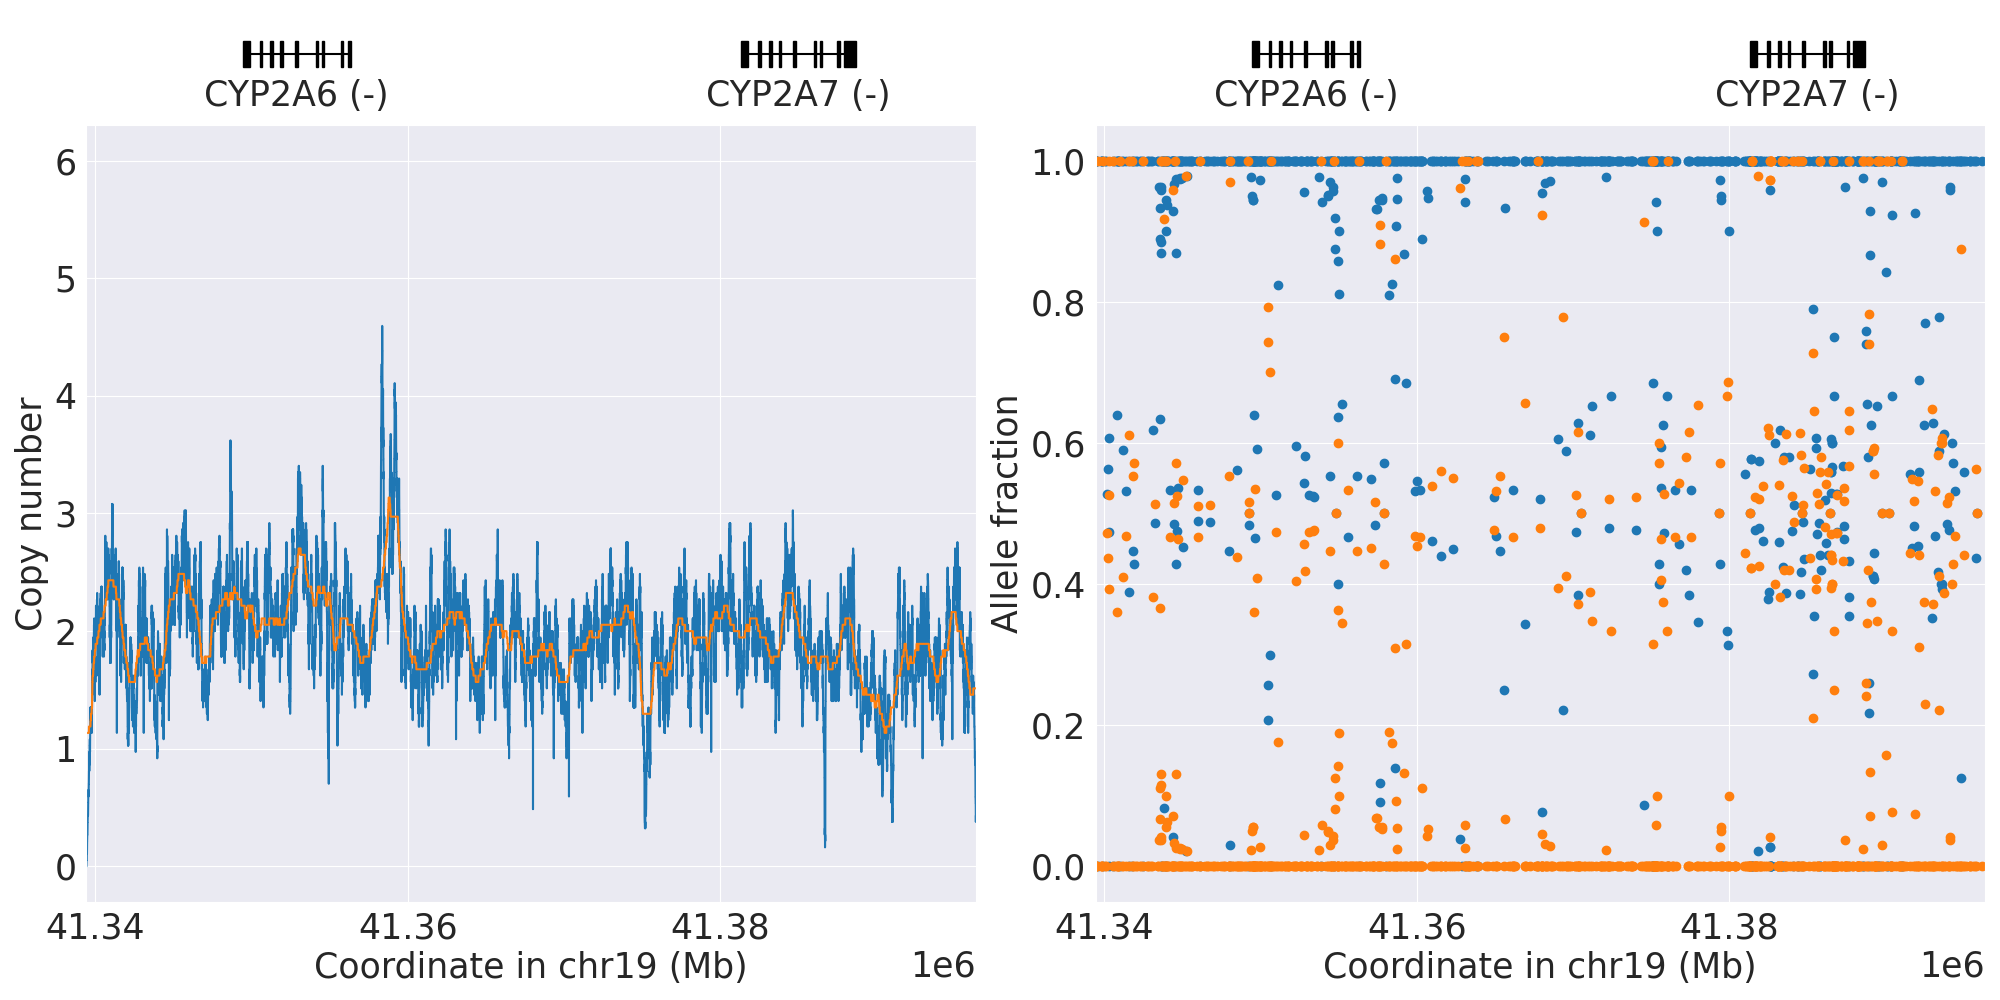 CYP2A6 (-)
CYP2A7 (-)
Copy number
6
5
4
3
2
1
0
41.34
41.36
41.38
Coordinate in chr19 (Mb)
1e6
CYP2A6 (-)
CYP2A7 (-)
Allele fraction
1.0
0.8
0.6
0.4
0.2
0.0
41.34
41.36
41.38
Coordinate in chr19 (Mb)
1e6